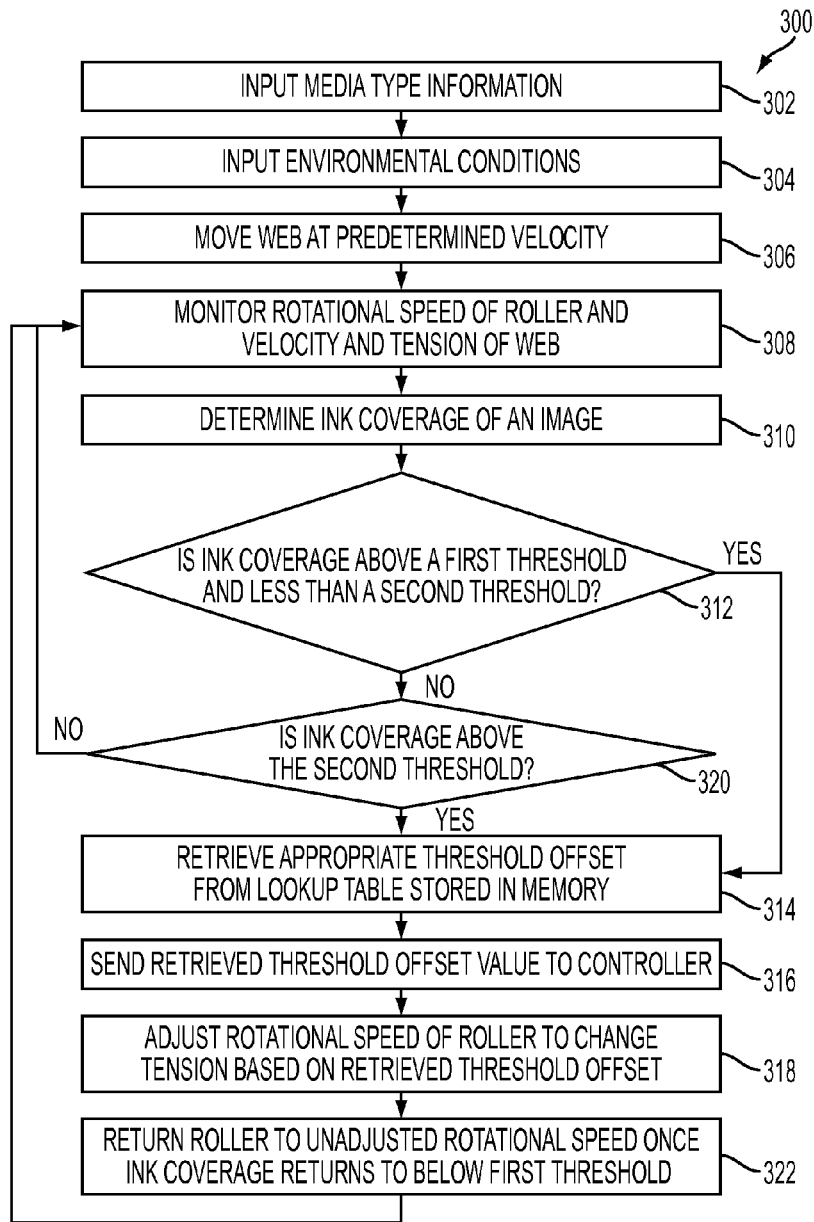 300
INPUT MEDIA TYPE INFORMATION
302
INPUT ENVIRONMENTAL CONDITIONS
304
MOVE WEB AT PREDETERMINED VELOCITY
306
MONITOR ROTATIONAL SPEED OF ROLLER AND
VELOCITY AND TENSION OF WEB
308
DETERMINE INK COVERAGE OF AN IMAGE
310
IS INK COVERAGE ABOVE A FIRST THRESHOLD
AND LESS THAN A SECOND THRESHOLD?
YES
312
NO
NO
IS INK COVERAGE ABOVE
THE SECOND THRESHOLD?
320
YES
RETRIEVE APPROPRIATE THRESHOLD OFFSET
FROM LOOKUP TABLE STORED IN MEMORY
314
SEND RETRIEVED THRESHOLD OFFSET VALUE TO CONTROLLER
316
ADJUST ROTATIONAL SPEED OF ROLLER TO CHANGE
TENSION BASED ON RETRIEVED THRESHOLD OFFSET
318
RETURN ROLLER TO UNADJUSTED ROTATIONAL SPEED ONCE
INK COVERAGE RETURNS TO BELOW FIRST THRESHOLD
322